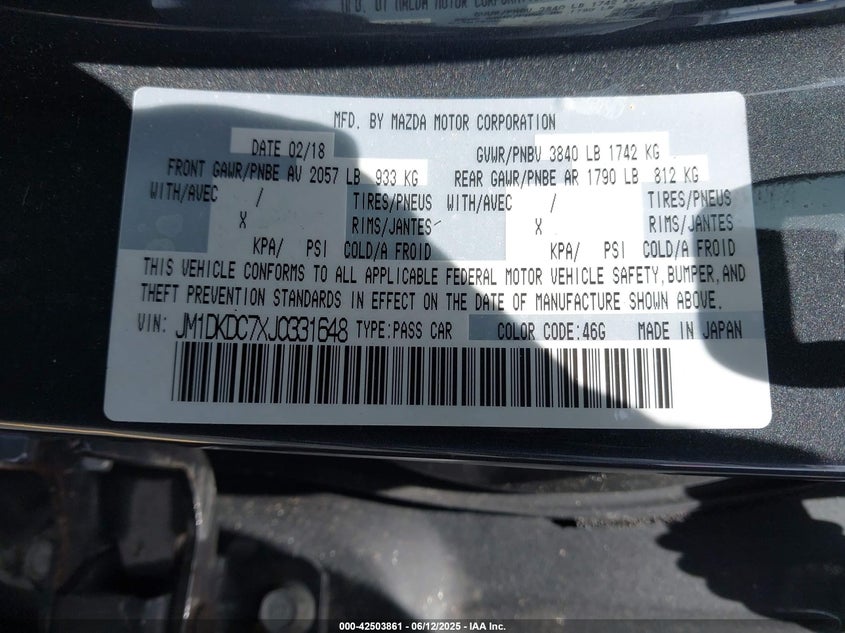 MFD. BY MAZDA MOTOR CORPORATION
DATE 02/18 GVWR/PNBV 3840 LB 1742 KG
FRONT GAWR/PNBE AV 2057 LB 933 KG REAR GAWR/PNBE AR 1790 LB 812 KG
WITH/AVEC / TIRES/PNEUS WITH/AVEC / TIRES/PNEUS
X RIMS/JANTES X RIMS/JANTES
KPA/ PSI COLD/A FROID KPA/ PSI COLD/A FROID
THIS VEHICLE CONFORMS TO ALL APPLICABLE FEDERAL MOTOR VEHICLE SAFETY, BUMPER, AND
THEFT PREVENTION STANDARDS IN EFFECT ON THE DATE OF MANUFACTURE SHOWN ABOVE.
VIN: JM1DKDC7XJ0331648 TYPE:PASS CAR COLOR CODE:46G MADE IN JAPAN
000-42503861 - 06/12/2025 - IAA Inc.